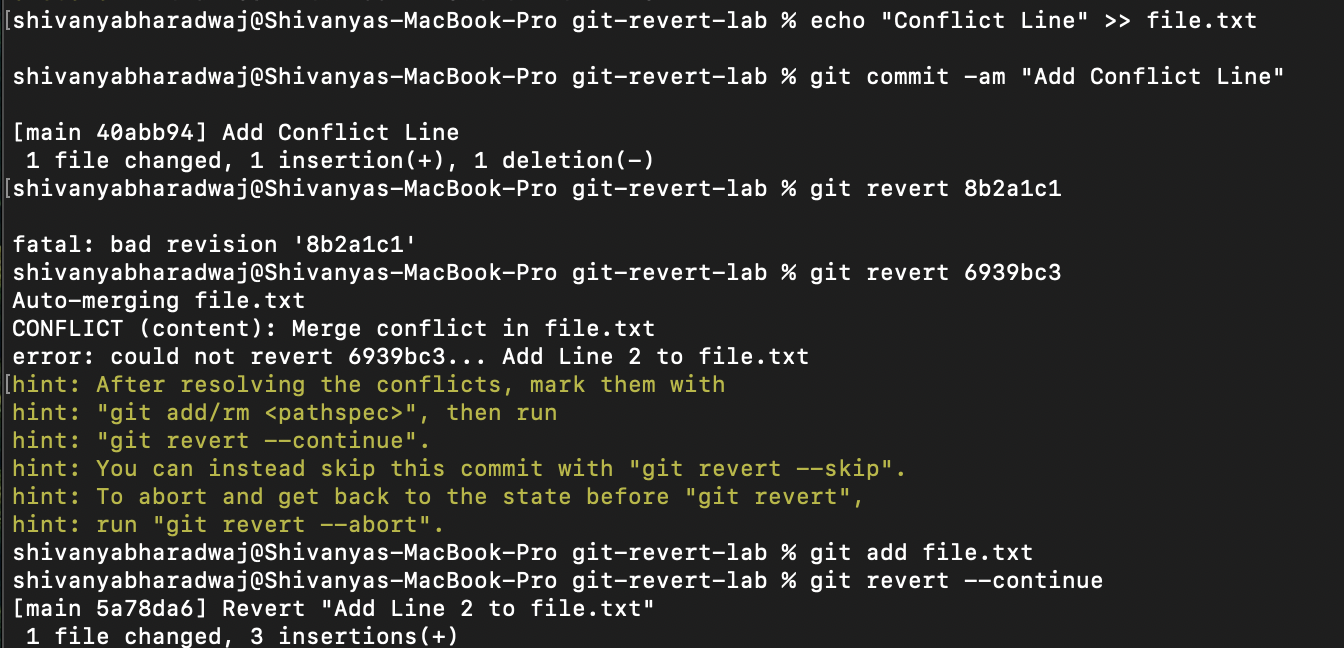 [shivanyabharadwaj@Shivanyas-MacBook-Pro git-revert-lab % echo "Conflict Line" >> file.txt
shivanyabharadwaj@Shivanyas-MacBook-Pro git-revert-lab % git commit -am "Add Conflict Line"
[main 40abb94] Add Conflict Line
1 file changed, 1 insertion(+), 1 deletion(-)
[shivanyabharadwaj@Shivanyas-MacBook-Pro git-revert-lab % git revert 8b2a1c1
fatal: bad revision '8b2a1c1'
shivanyabharadwaj@Shivanyas-MacBook-Pro git-revert-lab % git revert 6939bc3
Auto-merging file.txt
CONFLICT (content): Merge conflict in file.txt
error: could not revert 6939bc3... Add Line 2 to file.txt
[hint: After resolving the conflicts, mark them with
hint: "git add/rm <pathspec>", then run
hint: "git revert --continue".
hint: You can instead skip this commit with "git revert --skip".
hint: To abort and get back to the state before "git revert",
hint: run "git revert --abort".
shivanyabharadwaj@Shivanyas-MacBook-Pro git-revert-lab % git add file.txt
shivanyabharadwaj@Shivanyas-MacBook-Pro git-revert-lab % git revert --continue
[main 5a78da6] Revert "Add Line 2 to file.txt"
1 file changed, 3 insertions(+)